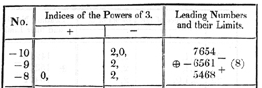 No. Indices of the Powers of 3. Leading Numbers and their Limits.
+ −
−10 2,0, 7654 −
−9 2, ⊕ −6561 (8)
−8 0, 2, 5468 +